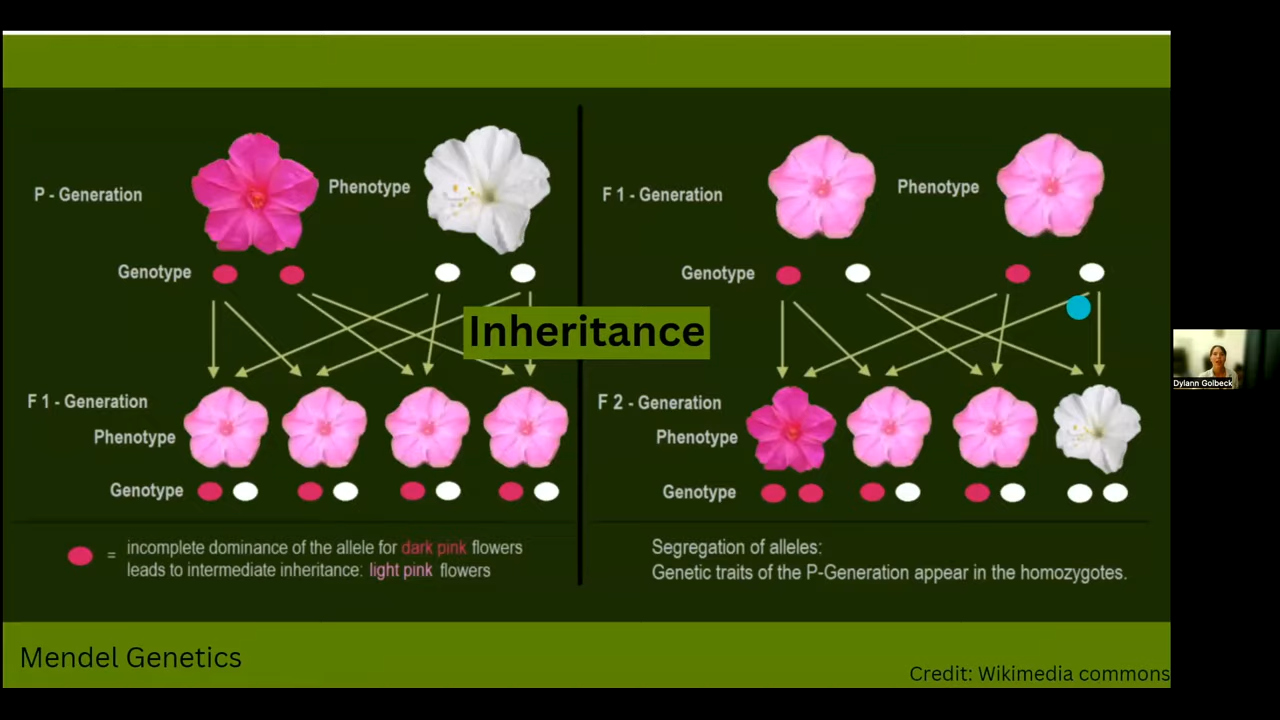 P - Generation
Phenotype
Genotype
F 1 - Generation
Phenotype
Genotype
= incomplete dominance of the allele for dark pink flowers
leads to intermediate inheritance: light pink flowers
Inheritance
F 1 - Generation
Phenotype
Genotype
F 2 - Generation
Phenotype
Genotype
Segregation of alleles:
Genetic traits of the P-Generation appear in the homozygotes.
Mendel Genetics
Credit: Wikimedia commons
Dylann Golbeck